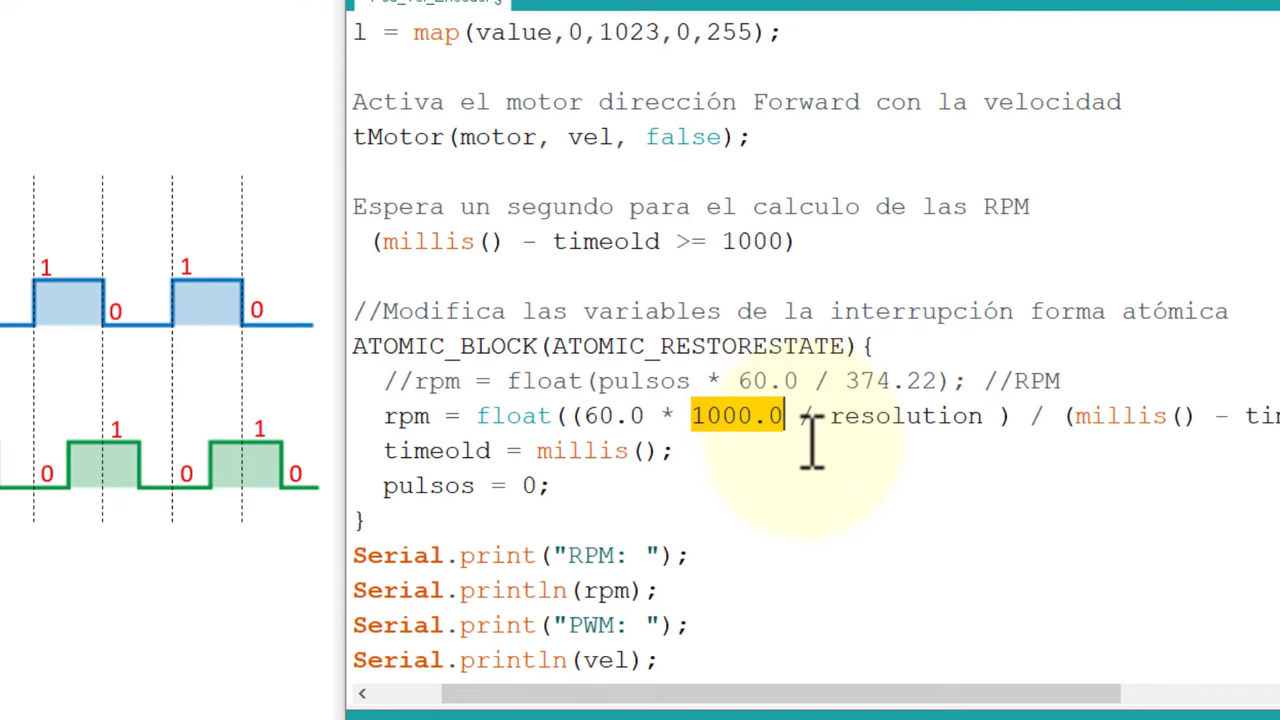 l = map(value,0,1023,0,255);
Activa el motor dirección Forward con la velocidad
tMotor(motor, vel, false);
Espera un segundo para el calculo de las RPM
(millis() - timeold >= 1000)
//Modifica las variables de la interrupción forma atómica
ATOMIC_BLOCK(ATOMIC_RESTORESTATE){
//rpm = float(pulsos * 60.0 / 374.22); //RPM
rpm = float((60.0 * 1000.0 / resolution ) / (millis() - tim
timeold = millis();
pulsos = 0;
}
Serial.print("RPM: ");
Serial.println(rpm);
Serial.print("PWM: ");
Serial.println(vel);
1
0
1
0
0
1
0
1
0